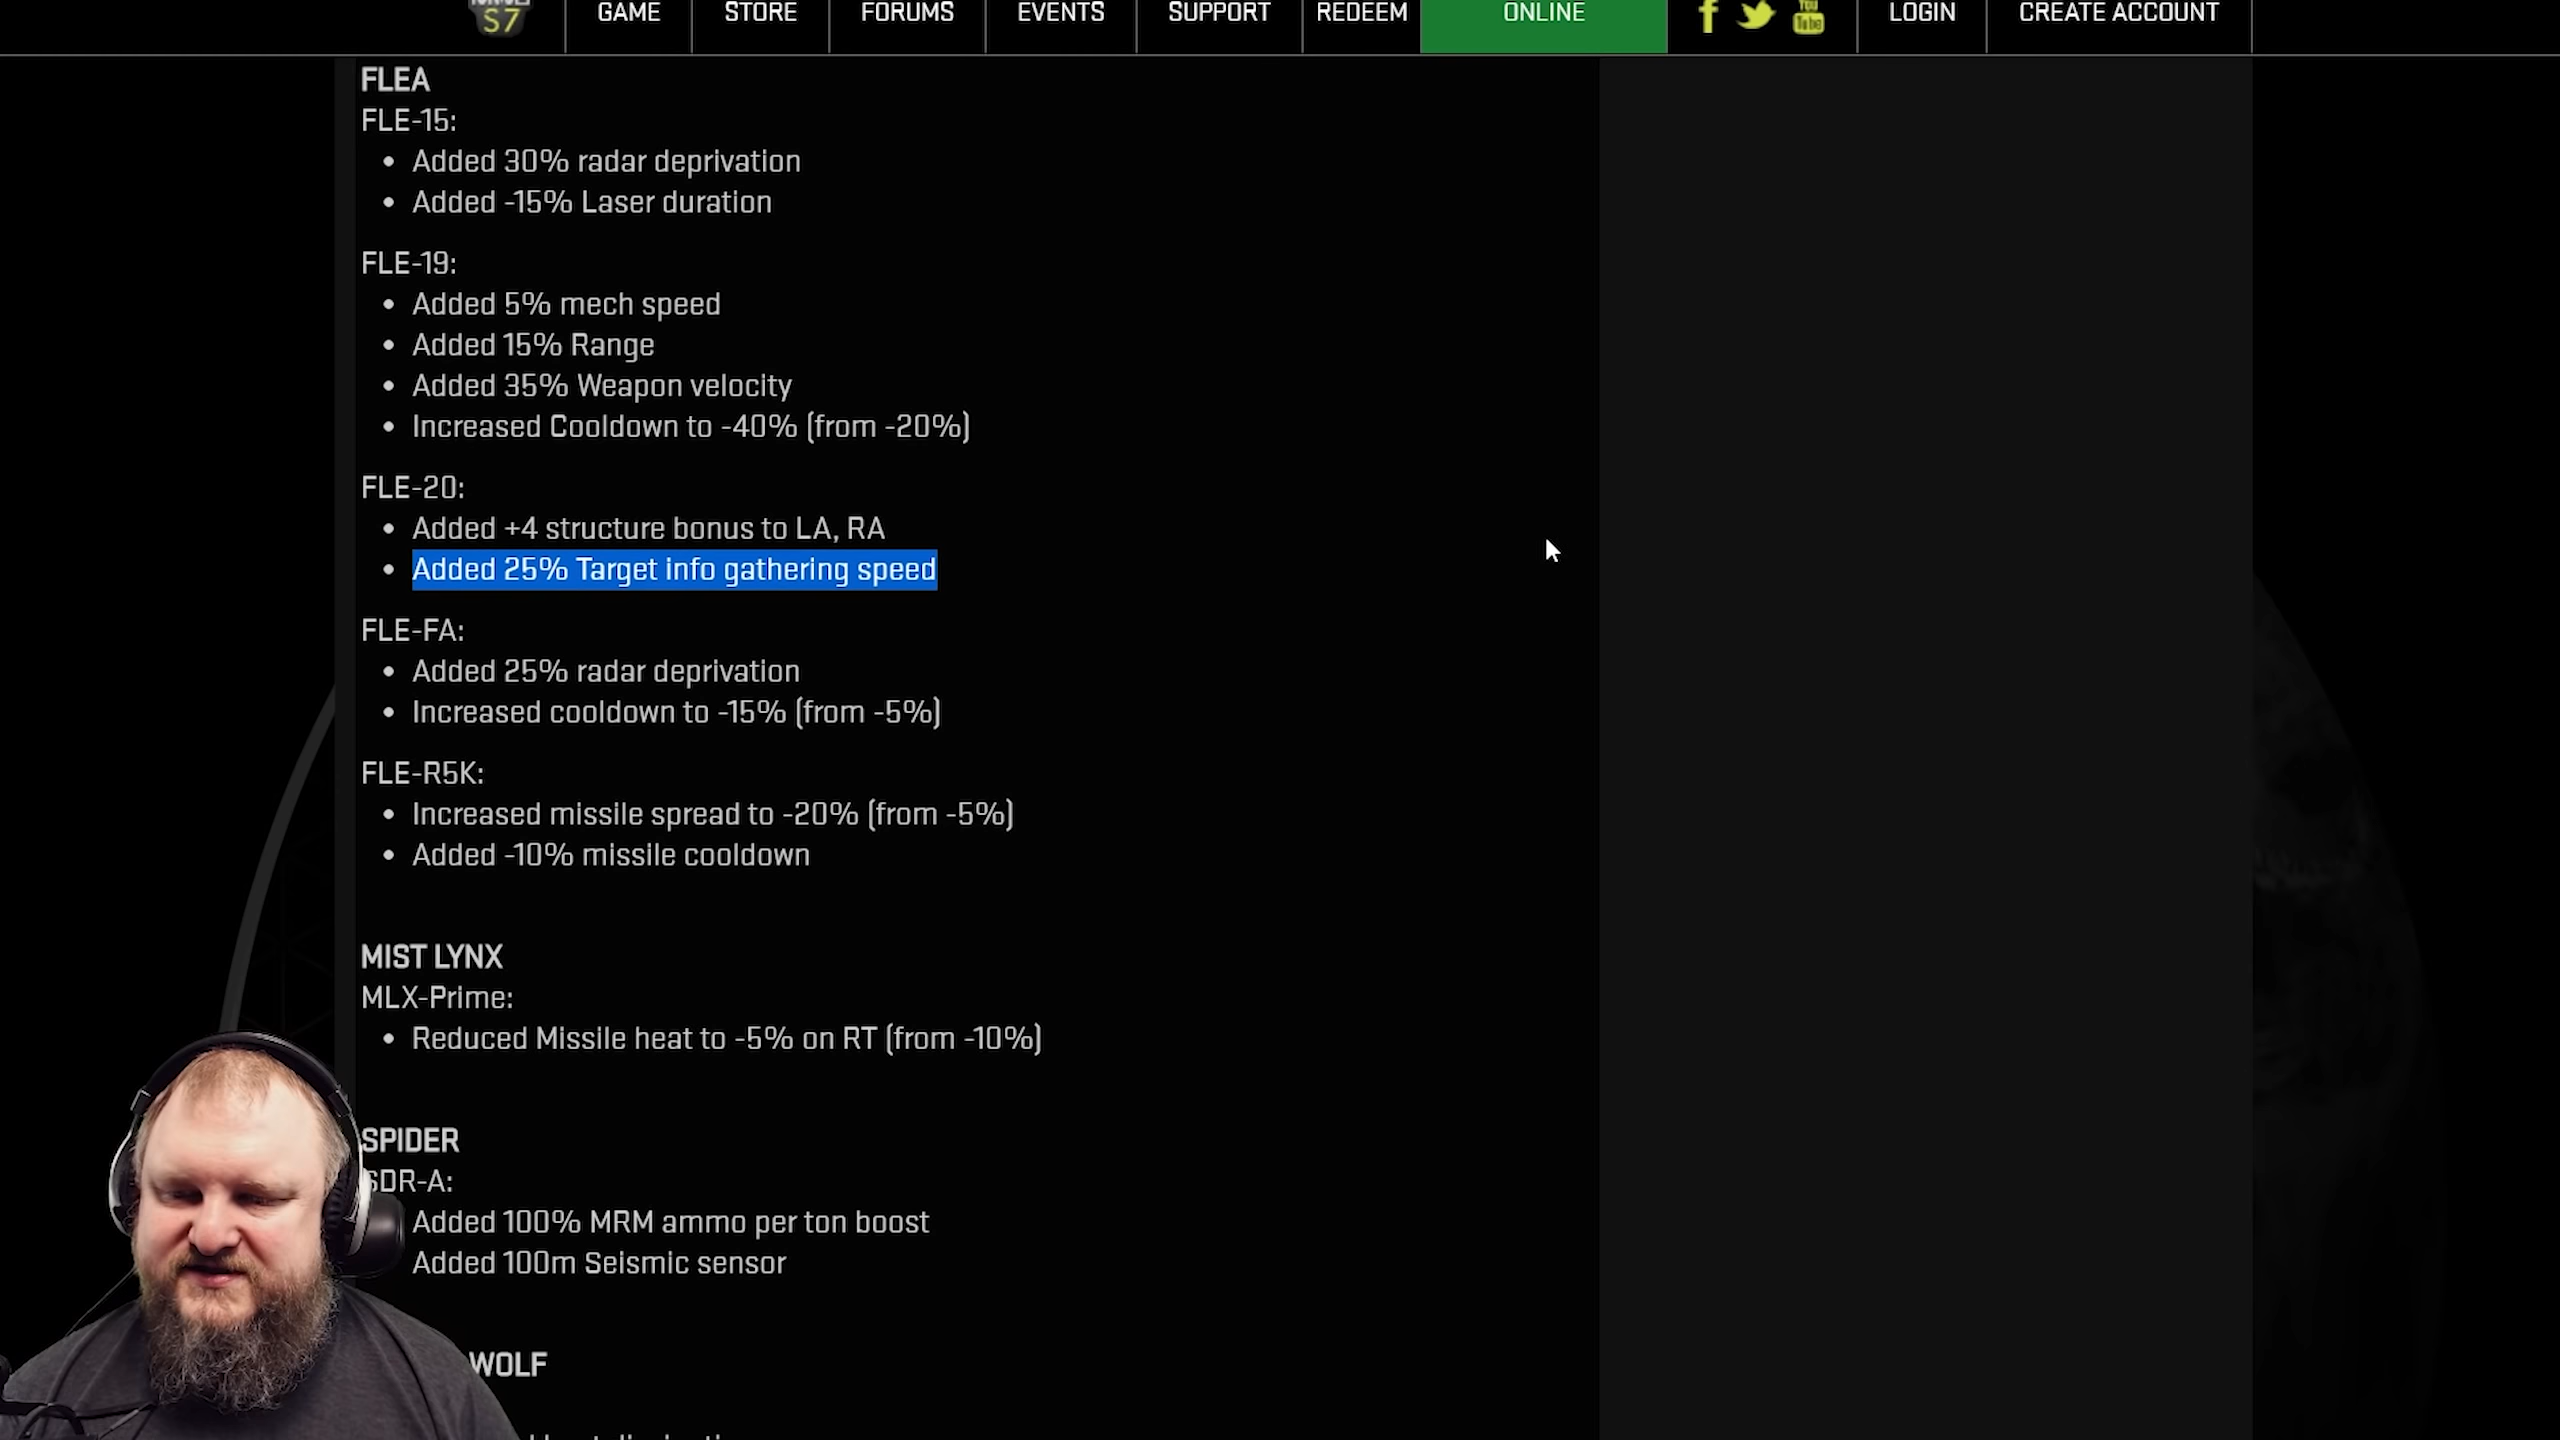 S7
GAME
STORE
FORUMS
EVENTS
SUPPORT
REDEEM
ONLINE
f
You
Tube
LOGIN
CREATE ACCOUNT
FLEA
FLE-15:
• Added 30% radar deprivation
• Added -15% Laser duration
FLE-19:
• Added 5% mech speed
• Added 15% Range
• Added 35% Weapon velocity
• Increased Cooldown to -40% (from -20%)
FLE-20:
• Added +4 structure bonus to LA, RA
• Added 25% Target info gathering speed
FLE-FA:
• Added 25% radar deprivation
• Increased cooldown to -15% (from -5%)
FLE-R5K:
• Increased missile spread to -20% (from -5%)
• Added -10% missile cooldown
MIST LYNX
MLX-Prime:
• Reduced Missile heat to -5% on RT (from -10%)
SPIDER
SDR-A:
Added 100% MRM ammo per ton boost
Added 100m Seismic sensor
WOLF